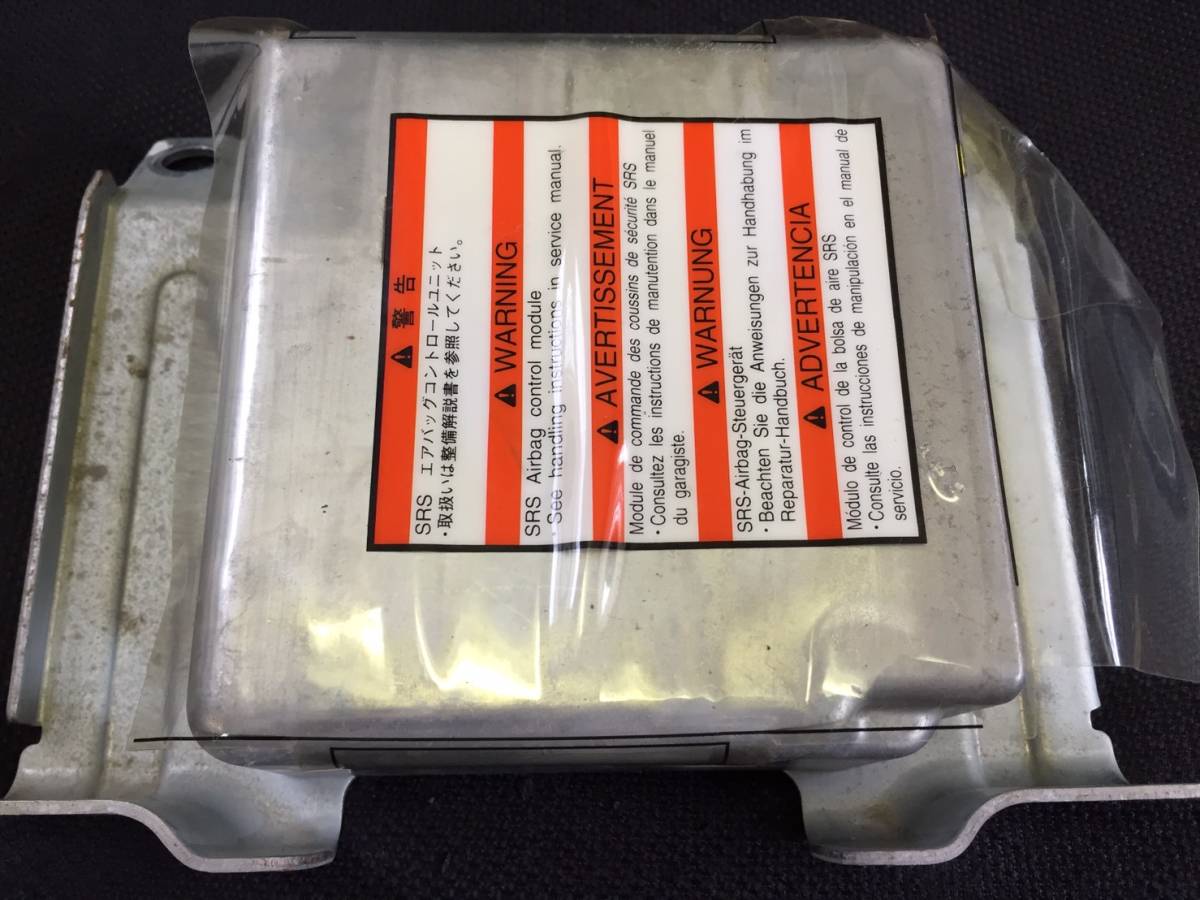 ⚠ 警告
SRS エアバッグコントロールユニット
・取扱いは整備解説書を参照してください。
⚠ WARNING
SRS Airbag control module
・See handling instructions in service manual.
⚠ AVERTISSEMENT
Module de commande des coussins de sécurité SRS
・Consultez les instructions de manutention dans le manuel
du garagiste.
⚠ WARNUNG
SRS-Airbag-Steuergerät
・Beachten Sie die Anweisungen zur Handhabung im
Reparatur-Handbuch.
⚠ ADVERTENCIA
Módulo de control de la bolsa de aire SRS
・Consulte las instrucciones de manipulación en el manual de
servicio.